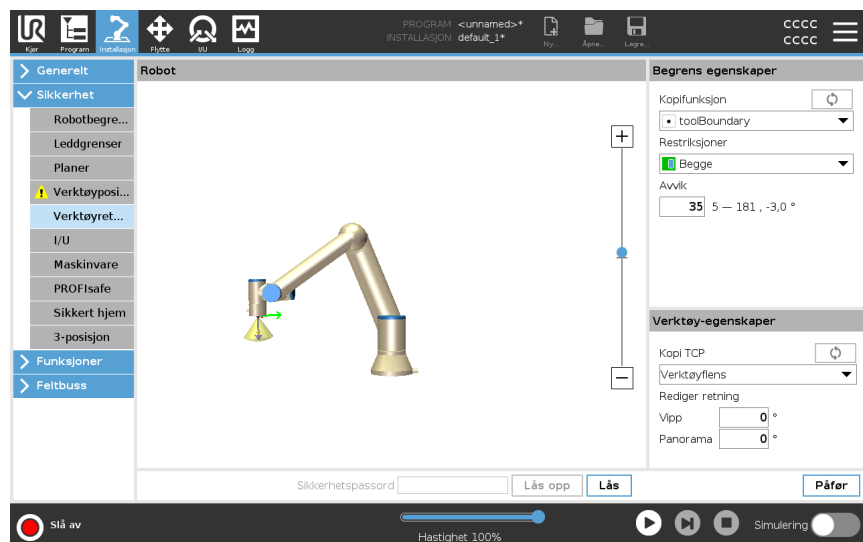 PROGRAM <unnamed>*
INSTALLASJON default_1*
Kjør Program Installasjon Flytte I/U Logg
Ny... Åpne... Lagre...
CCCC
CCCC
Generelt
Sikkerhet
Robotbegre...
Leddgrenser
Planer
Verktøyposi...
Verktøyret...
I/U
Maskinvare
PROFIsafe
Sikkert hjem
3-posisjon
Funksjoner
Feltbuss
Robot
Begrens egenskaper
Kopifunksjon
toolBoundary
Restriksjoner
Begge
Avvik
35 5 — 181 , -3,0 °
Verktøy-egenskaper
Kopi TCP
Verktøyflens
Rediger retning
Vipp 0 °
Panorama 0 °
Sikkerhetspassord Lås opp Lås Påfør
Slå av
Hastighet 100%
Simulering